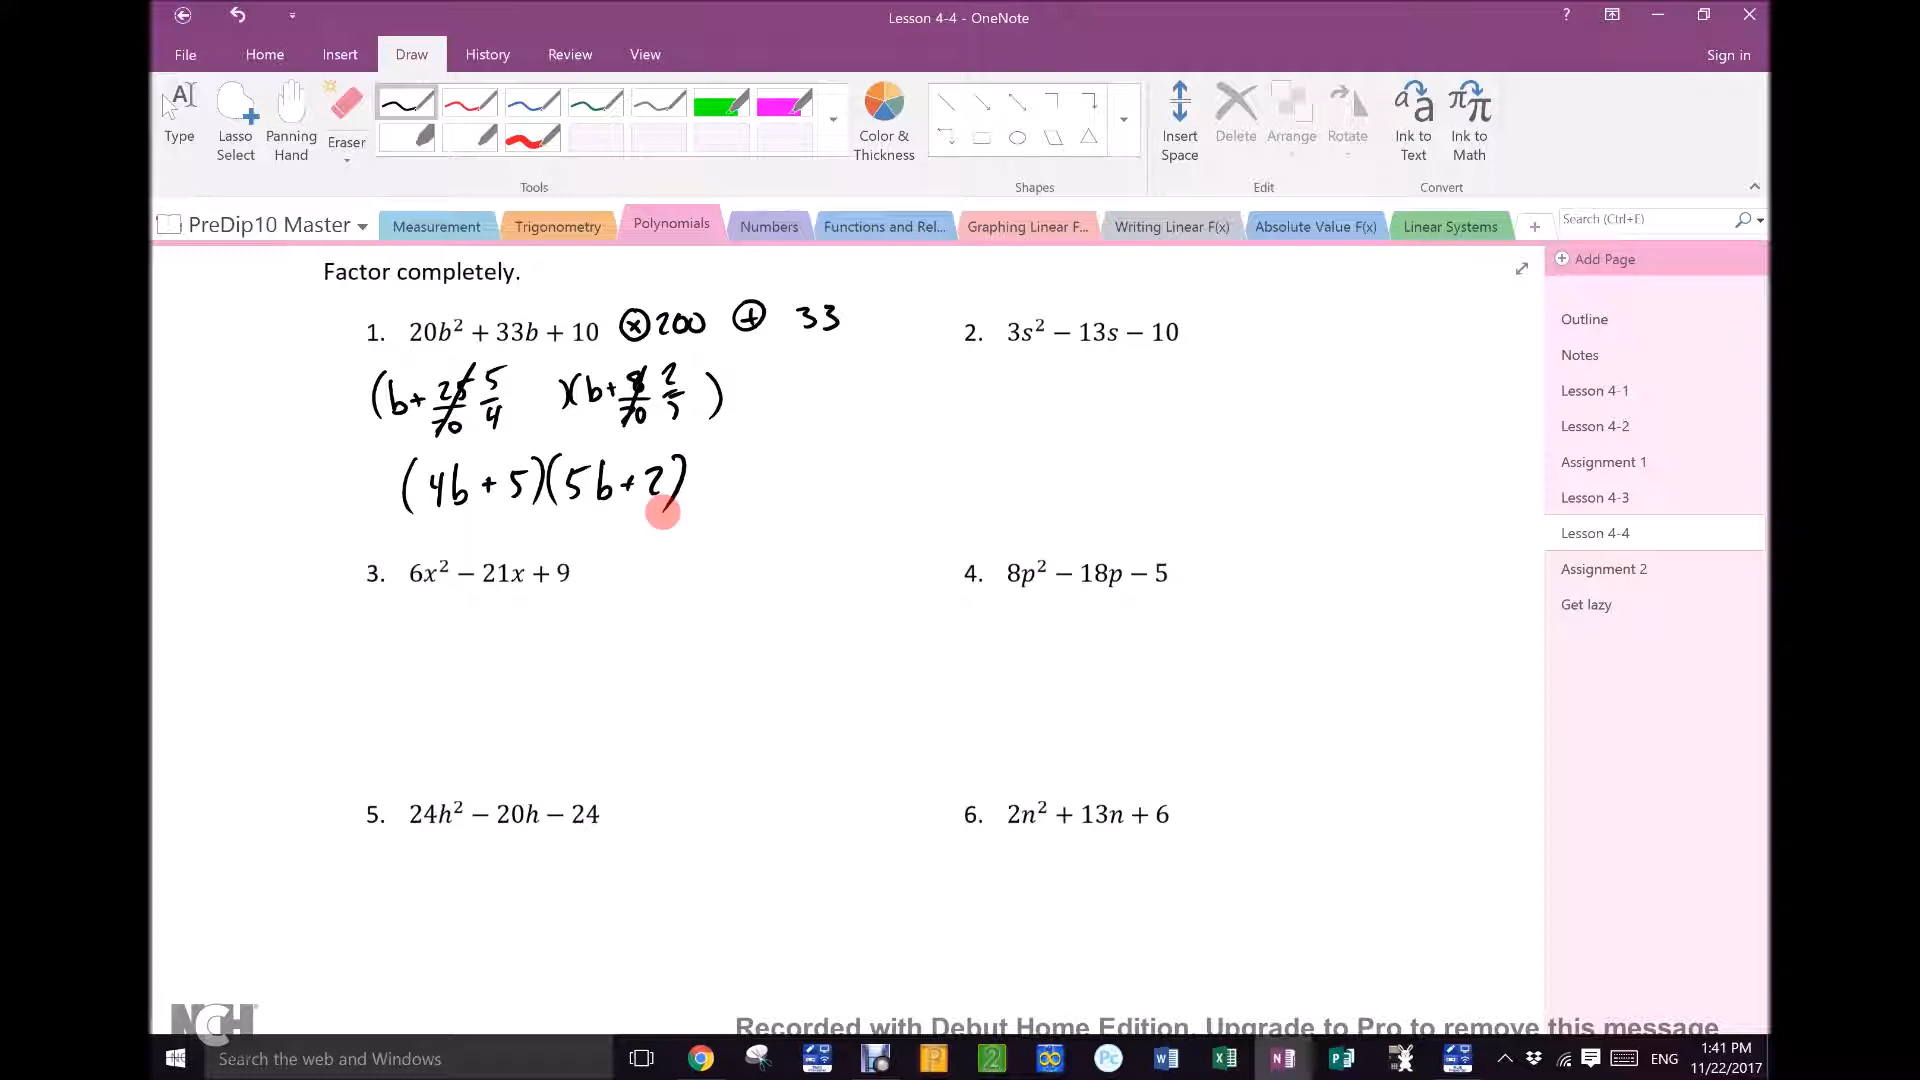 Lesson 4-4 - OneNote
?
File Home Insert Draw History Review View
Sign in
Type
Lasso Select
Panning Hand
Eraser
Color & Thickness
Insert Space
Delete
Arrange
Rotate
Ink to Text
Ink to Math
Tools
Shapes
Edit
Convert
PreDip10 Master
Measurement Trigonometry Polynomials Numbers Functions and Rel... Graphing Linear F... Writing Linear F(x) Absolute Value F(x) Linear Systems +
Search (Ctrl+E)
Add Page
Outline
Notes
Lesson 4-1
Lesson 4-2
Assignment 1
Lesson 4-3
Lesson 4-4
Assignment 2
Get lazy
Factor completely.
1. 20b² + 33b + 10 ⊗ 200 ⊕ 33
(b + 25/20 5/4 )(b + 8/20 2/5 )
(4b + 5)(5b + 2)
2. 3s² − 13s − 10
3. 6x² − 21x + 9
4. 8p² − 18p − 5
5. 24h² − 20h − 24
6. 2n² + 13n + 6
NCH
Recorded with Debut Home Edition. Upgrade to Pro to remove this message
Search the web and Windows
ENG
1:41 PM
11/22/2017